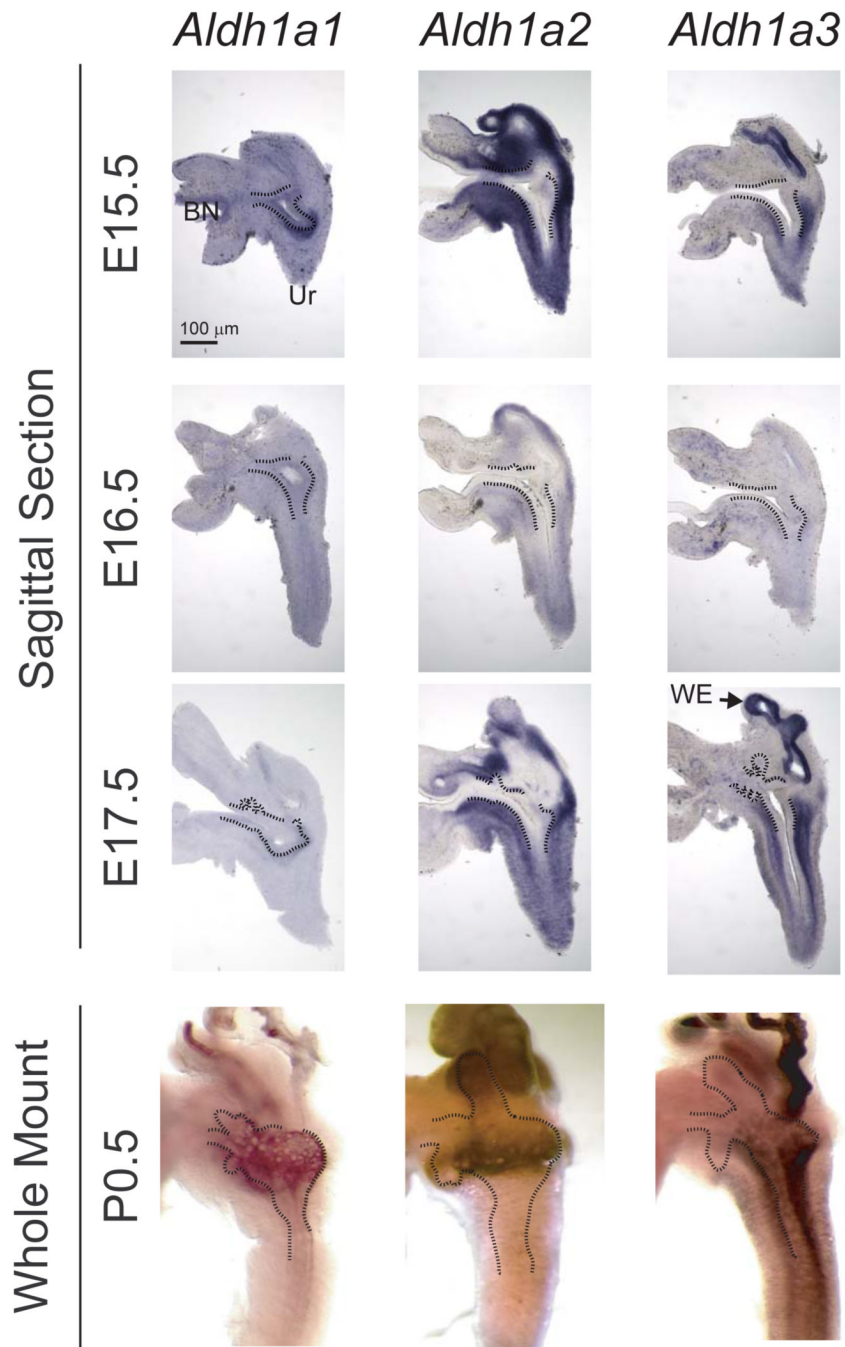 Aldh1a1 Aldh1a2 Aldh1a3
Sagittal Section
E15.5
BN
Ur
100 μm
E16.5
E17.5
WE
Whole Mount
P0.5